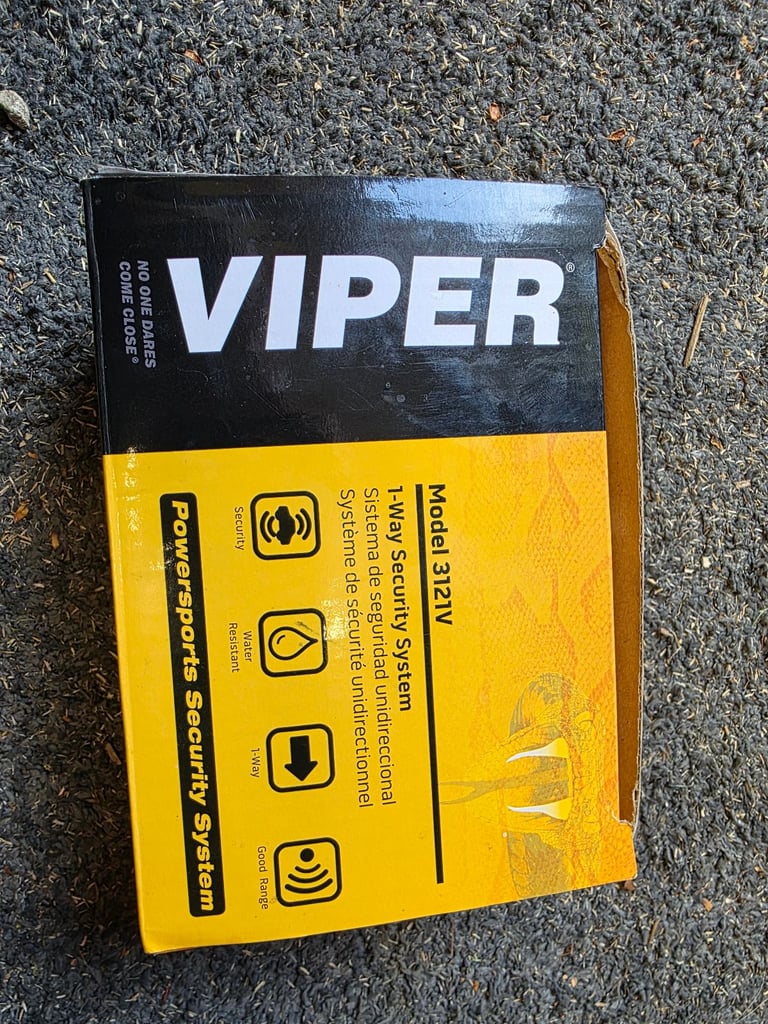 VIPER®
NO ONE DARES
COME CLOSE®
Model 3121V
1-Way Security System
Sistema de seguridad unidireccional
Système de sécurité unidirectionnel
Security
Water
Resistant
1-Way
Good Range
Powersports Security System